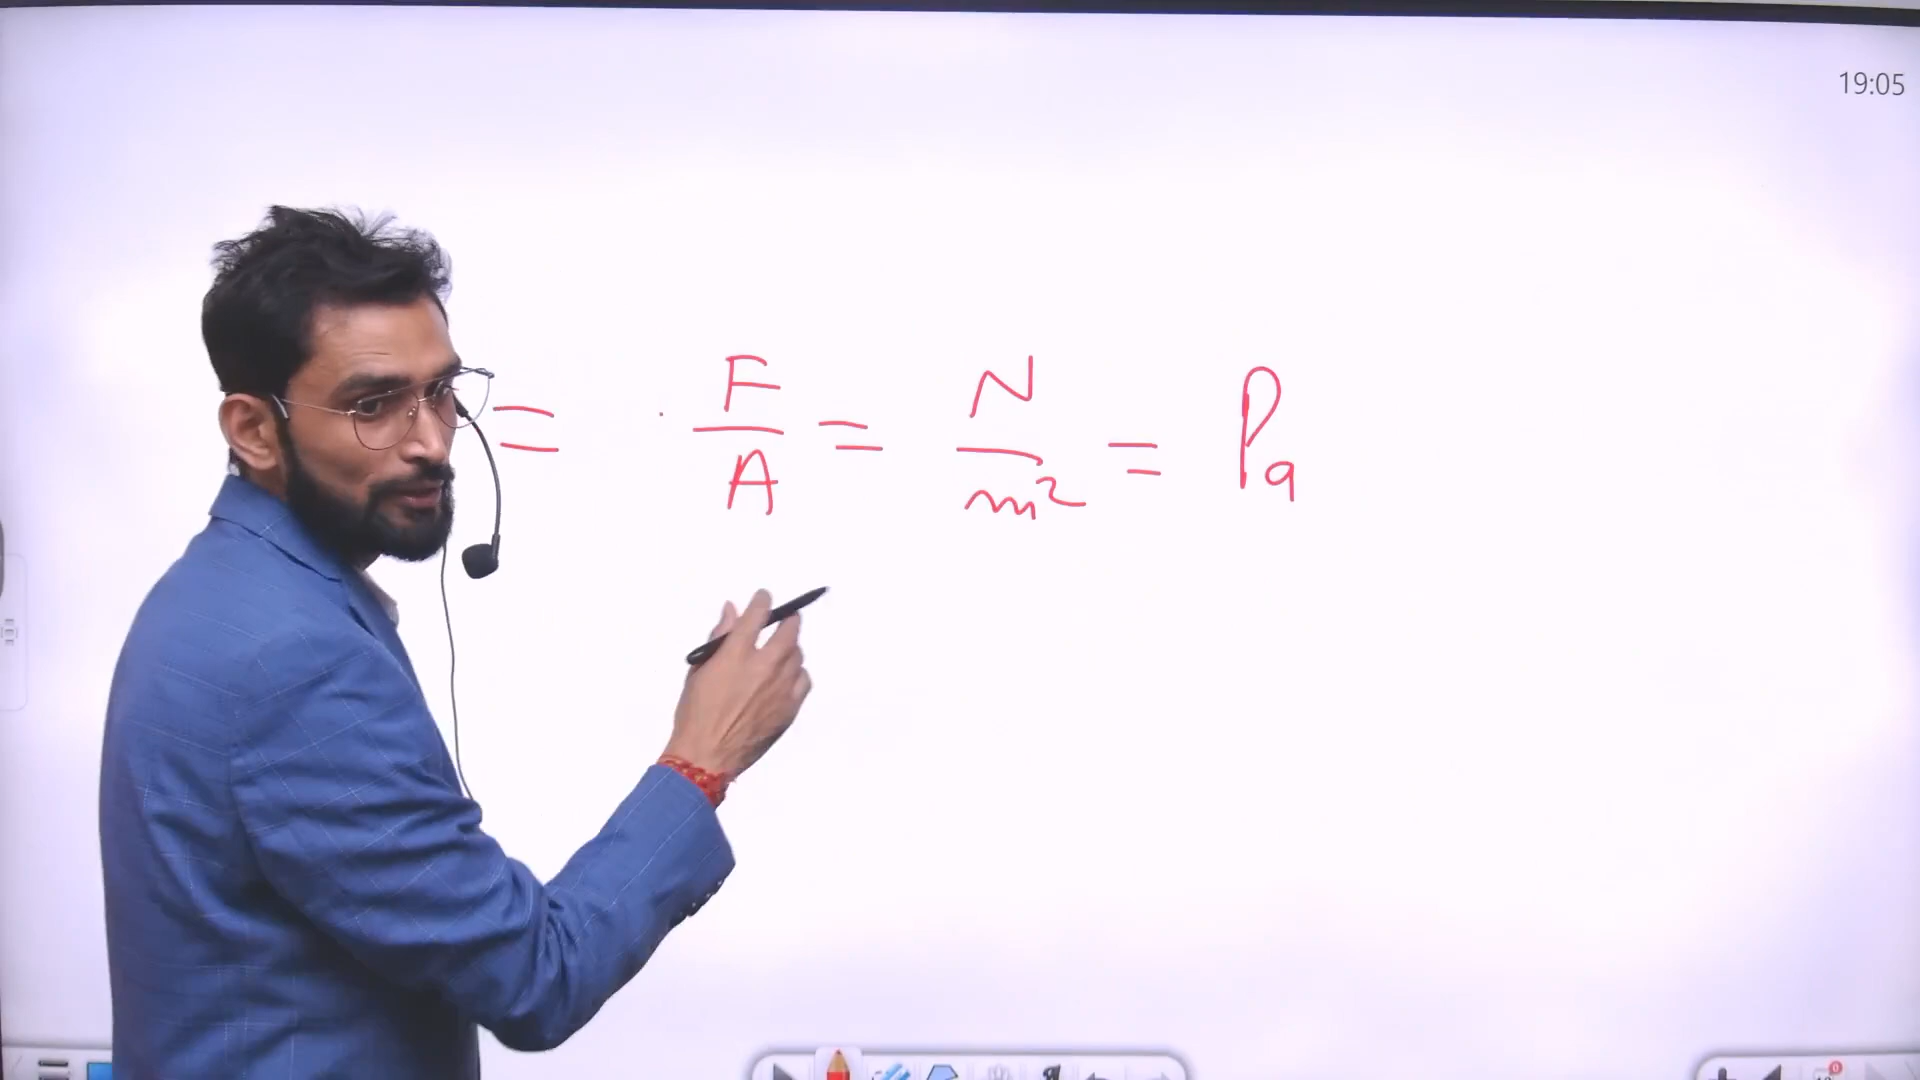 19:05
= F/A = N/m² = Pa